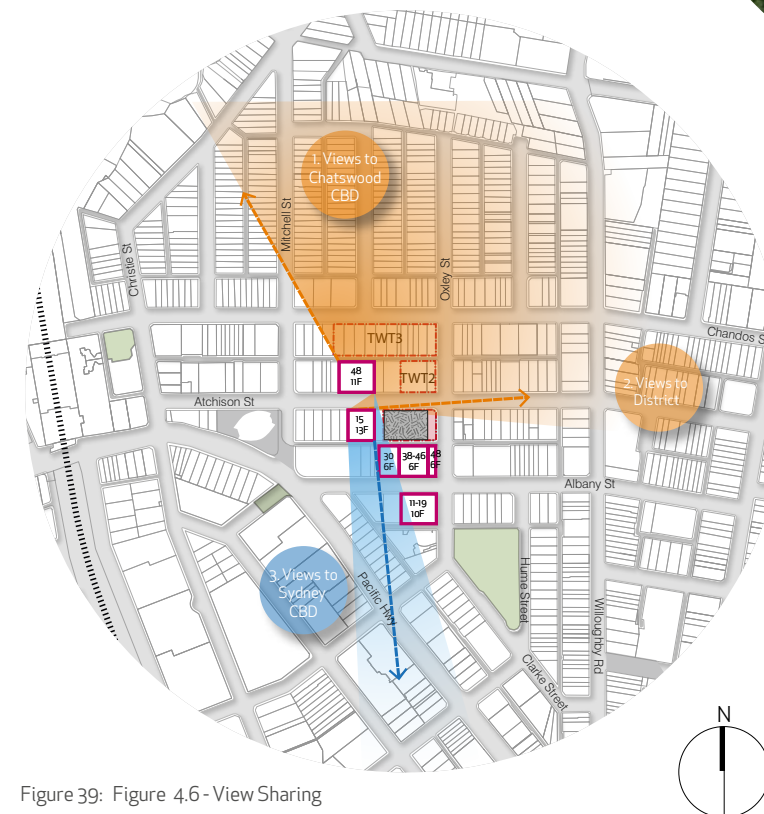 1. Views to
Chatswood
CBD
Mitchell St
Christie St
Oxley St
TWT3
Chandos S
48
11F
TWT2
2. Views to
District
Atchison St
15
13F
30
6F
38-46
6F
48
6F
Albany St
11-19
10F
3. Views to
Sydney
CBD
Pacific Hwy
Hume Street
Willoughby Rd
Clarke Street
N
Figure 39: Figure 4.6 - View Sharing